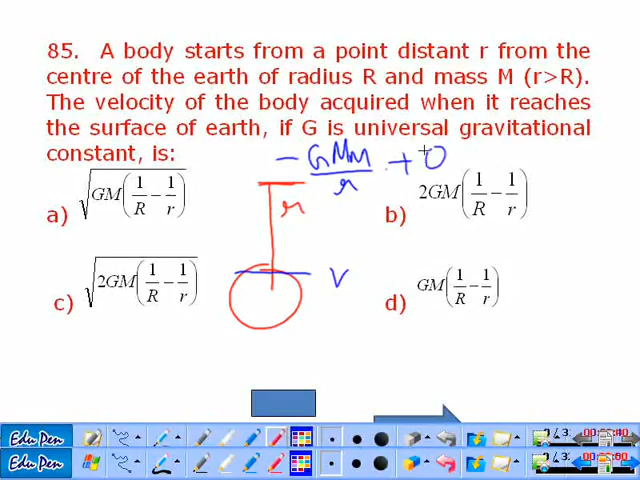 85. A body starts from a point distant r from the
centre of the earth of radius R and mass M (r>R).
The velocity of the body acquired when it reaches
the surface of earth, if G is universal gravitational
constant, is:
- GMm/r + 0
a) √(GM(1/R − 1/r))
b) 2GM(1/R − 1/r)
r
c) √(2GM(1/R − 1/r))
v
d) GM(1/R − 1/r)
Edu Pen
Edu Pen